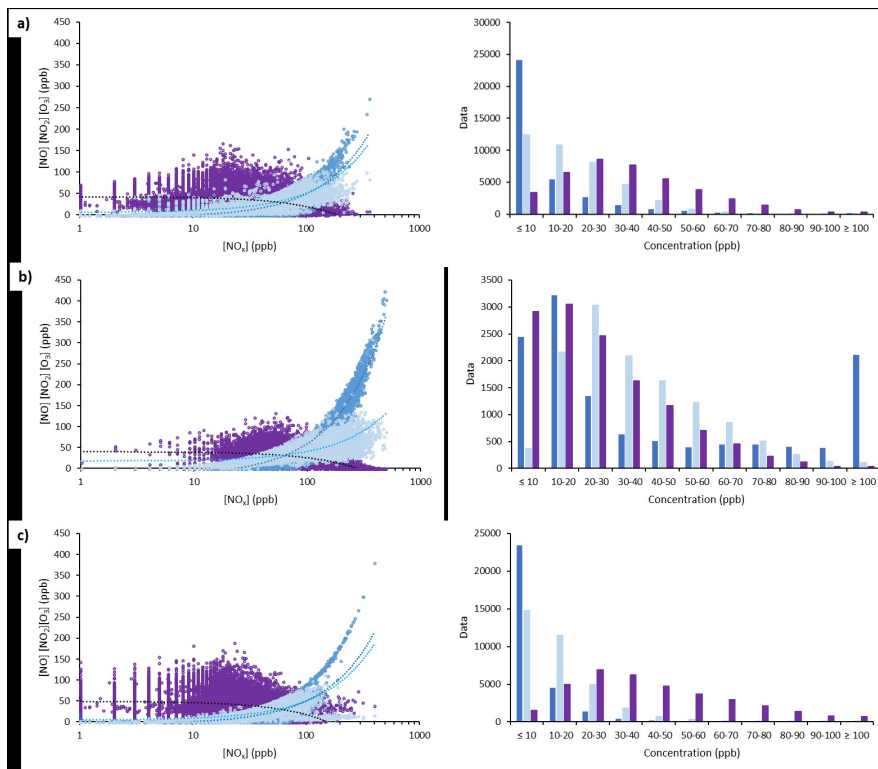 a)
450
400
350
300
250
200
150
100
50
0
[NO] [NO₂] [O₃] (ppb)
1 10 100 1000
[NOₓ] (ppb)
30000
25000
20000
15000
10000
5000
0
Data
≤ 10 10-20 20-30 30-40 40-50 50-60 60-70 70-80 80-90 90-100 ≥ 100
Concentration (ppb)
b)
450
400
350
300
250
200
150
100
50
0
[NO] [NO₂] [O₃] (ppb)
1 10 100 1000
[NOₓ] (ppb)
3500
3000
2500
2000
1500
1000
500
0
Data
≤ 10 10-20 20-30 30-40 40-50 50-60 60-70 70-80 80-90 90-100 ≥ 100
Concentration (ppb)
c)
450
400
350
300
250
200
150
100
50
0
[NO] [NO₂][O₃] (ppb)
1 10 100 1000
[NOₓ] (ppb)
25000
20000
15000
10000
5000
0
Data
≤ 10 10-20 20-30 30-40 40-50 50-60 60-70 70-80 80-90 90-100 ≥ 100
Concentration (ppb)